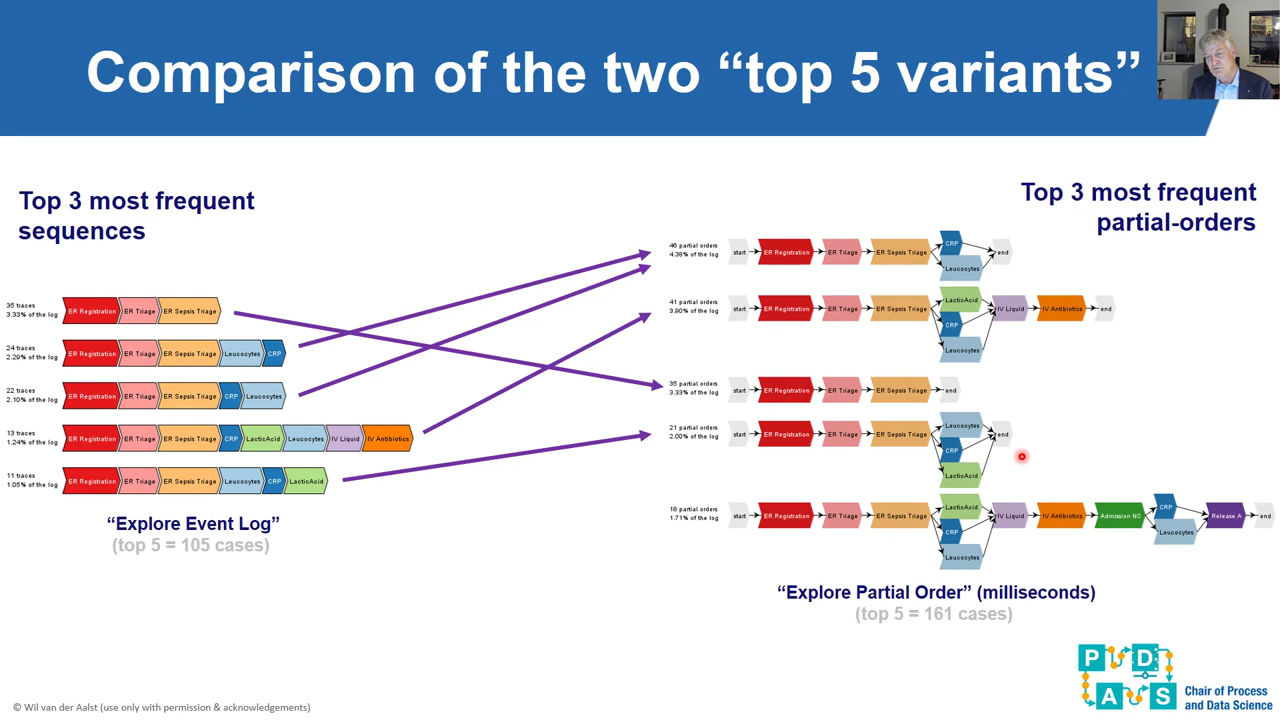 Comparison of the two “top 5 variants”
Top 3 most frequent
sequences
35 traces
3.33% of the log
ER Registration
ER Triage
ER Sepsis Triage
24 traces
2.29% of the log
ER Registration
ER Triage
ER Sepsis Triage
Leucocytes
CRP
22 traces
2.10% of the log
ER Registration
ER Triage
ER Sepsis Triage
CRP
Leucocytes
13 traces
1.24% of the log
ER Registration
ER Triage
ER Sepsis Triage
CRP
LacticAcid
Leucocytes
IV Liquid
IV Antibiotics
11 traces
1.05% of the log
ER Registration
ER Triage
ER Sepsis Triage
Leucocytes
CRP
LacticAcid
“Explore Event Log”
(top 5 = 105 cases)
Top 3 most frequent
partial-orders
46 partial orders
4.38% of the log
start
ER Registration
ER Triage
ER Sepsis Triage
CRP
Leucocytes
end
41 partial orders
3.90% of the log
start
ER Registration
ER Triage
ER Sepsis Triage
LacticAcid
CRP
Leucocytes
IV Liquid
IV Antibiotics
end
35 partial orders
3.33% of the log
start
ER Registration
ER Triage
ER Sepsis Triage
end
21 partial orders
2.00% of the log
start
ER Registration
ER Triage
ER Sepsis Triage
Leucocytes
CRP
LacticAcid
end
18 partial orders
1.71% of the log
start
ER Registration
ER Triage
ER Sepsis Triage
LacticAcid
CRP
Leucocytes
IV Liquid
IV Antibiotics
Admission NC
CRP
Leucocytes
Release A
end
“Explore Partial Order” (milliseconds)
(top 5 = 161 cases)
P D
A S
Chair of Process
and Data Science
© Wil van der Aalst (use only with permission & acknowledgements)